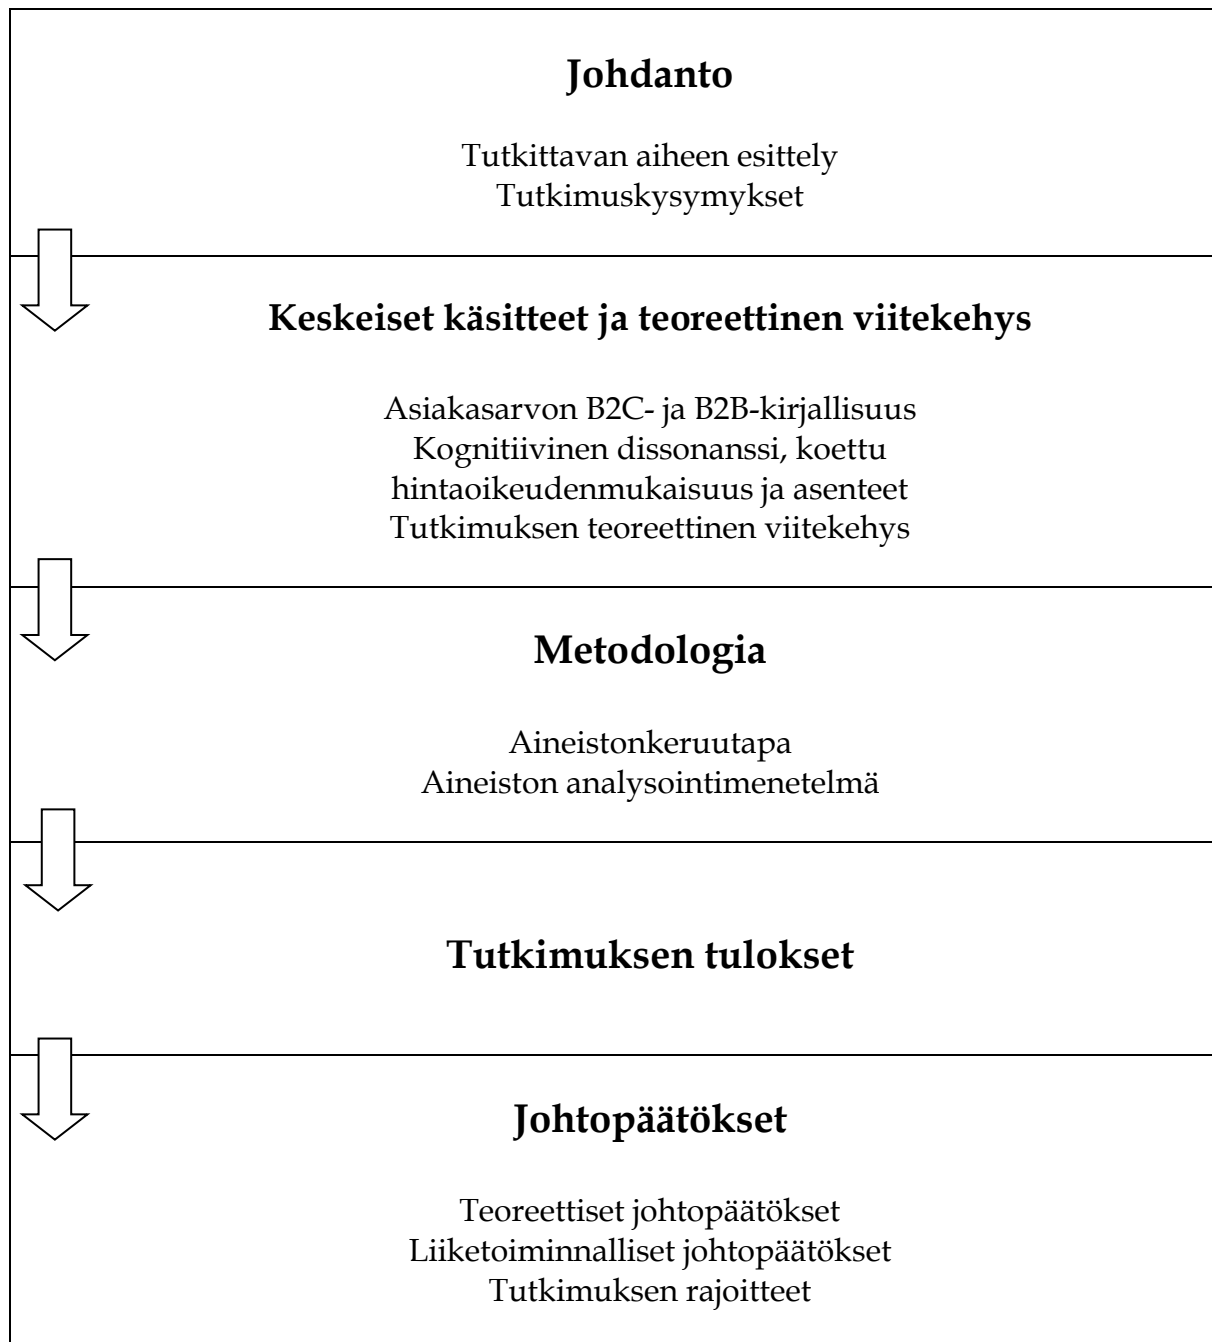 Johdanto
Tutkittavan aiheen esittely
Tutkimuskysymykset
Keskeiset käsitteet ja teoreettinen viitekehys
Asiakasarvon B2C- ja B2B-kirjallisuus
Kognitiivinen dissonanssi, koettu
hintaoikeudenmukaisuus ja asenteet
Tutkimuksen teoreettinen viitekehys
Metodologia
Aineistonkeruutapa
Aineiston analysointimenetelmä
Tutkimuksen tulokset
Johtopäätökset
Teoreettiset johtopäätökset
Liiketoiminnalliset johtopäätökset
Tutkimuksen rajoitteet